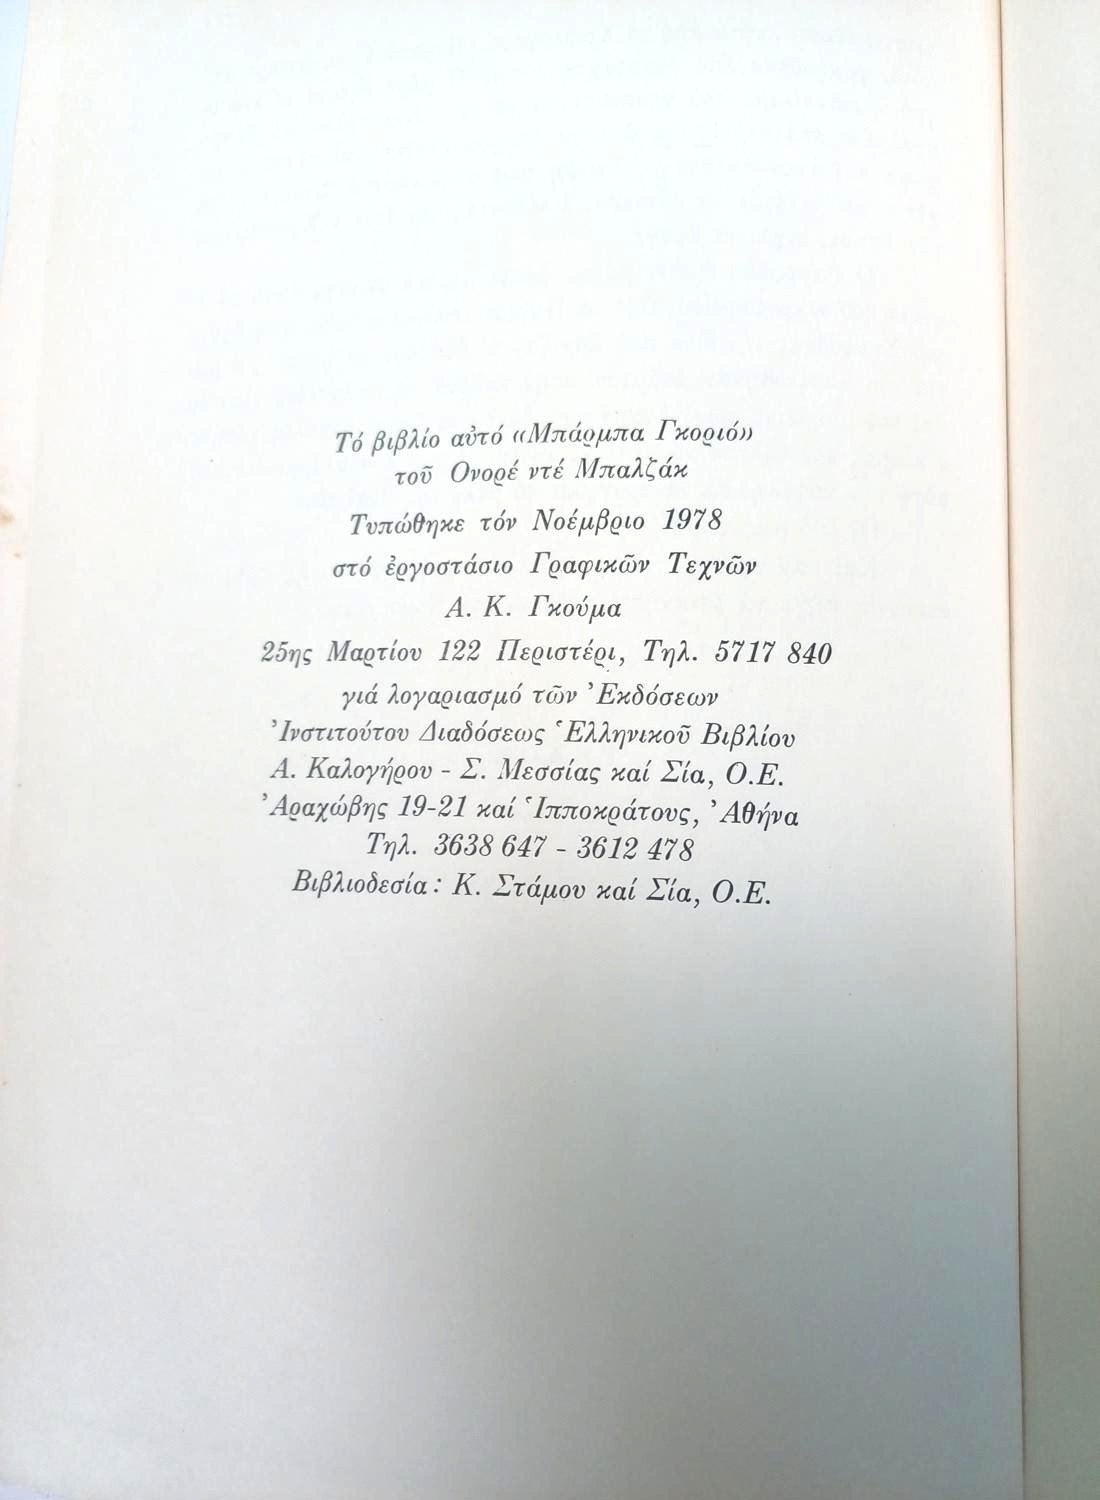 Τό βιβλίο αὐτό «Μπάρμπα Γκοριό»
τοῦ Ονορέ ντέ Μπαλζάκ
Τυπώθηκε τόν Νοέμβριο 1978
στό ἐργοστάσιο Γραφικῶν Τεχνῶν
Α. Κ. Γκούμα
25ης Μαρτίου 122 Περιστέρι, Τηλ. 5717 840
γιά λογαριασμό τῶν Ἐκδόσεων
Ἰνστιτούτου Διαδόσεως Ἑλληνικοῦ Βιβλίου
Α. Καλογήρου - Σ. Μεσσίας καί Σία, Ο.Ε.
Ἀραχώβης 19-21 καί Ἱπποκράτους, Ἀθήνα
Τηλ. 3638 647 - 3612 478
Βιβλιοδεσία: Κ. Στάμου καί Σία, Ο.Ε.